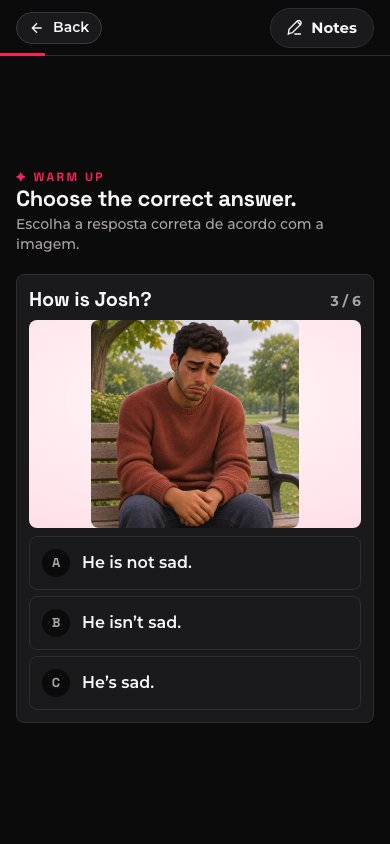 Back
Notes
WARM UP
Choose the correct answer.
Escolha a resposta correta de acordo com a
imagem.
How is Josh?
3 / 6
A
He is not sad.
B
He isn’t sad.
C
He’s sad.